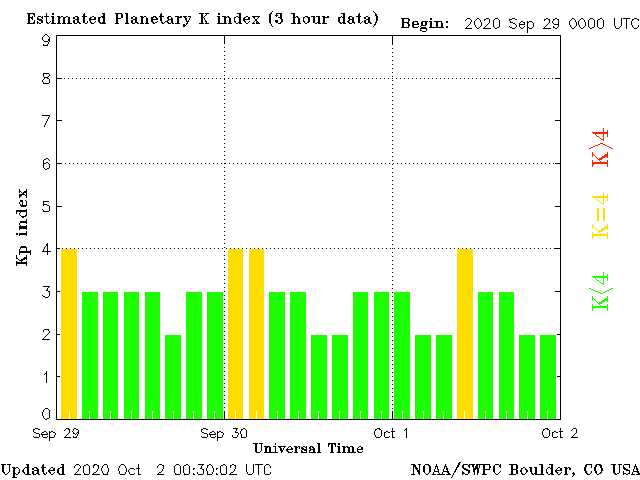 Estimated Planetary K index (3 hour data) Begin: 2020 Sep 29 0000 UTC
9
8
7
6
5
4
3
2
1
0
Kp index
K>4
K=4
K<4
Sep 29 Sep 30 Oct 1 Oct 2
Universal Time
Updated 2020 Oct 2 00:30:02 UTC NOAA/SWPC Boulder, CO USA